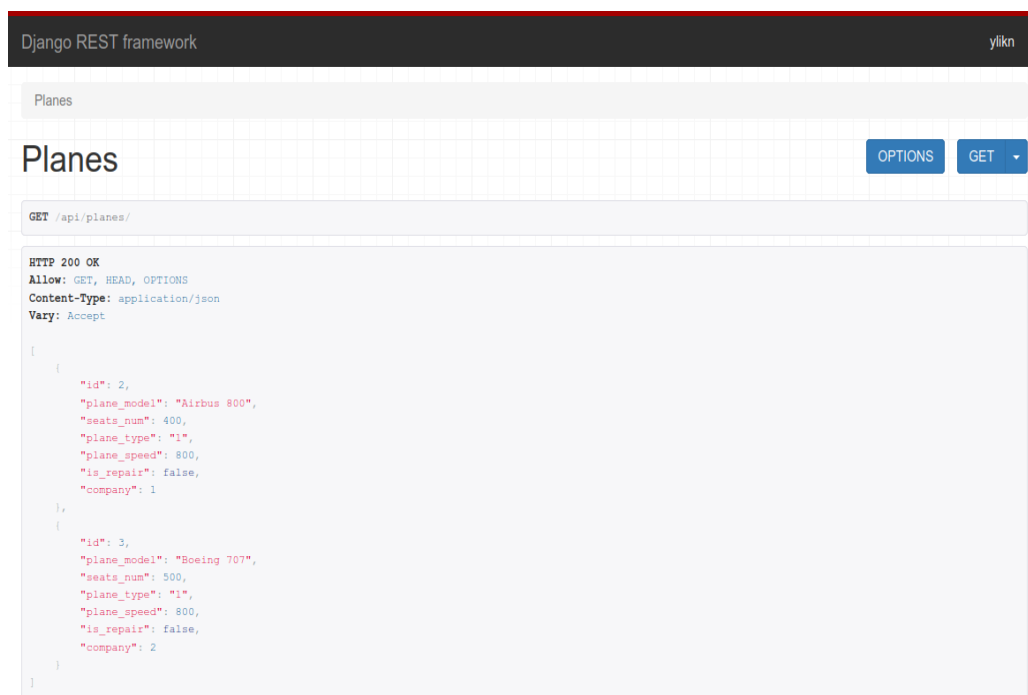 Django REST framework
ylikn
Planes
Planes
OPTIONS
GET
GET /api/planes/
HTTP 200 OK
Allow: GET, HEAD, OPTIONS
Content-Type: application/json
Vary: Accept
[
{
"id": 2,
"plane_model": "Airbus 800",
"seats_num": 400,
"plane_type": "1",
"plane_speed": 800,
"is_repair": false,
"company": 1
},
{
"id": 3,
"plane_model": "Boeing 707",
"seats_num": 500,
"plane_type": "1",
"plane_speed": 800,
"is_repair": false,
"company": 2
}
]